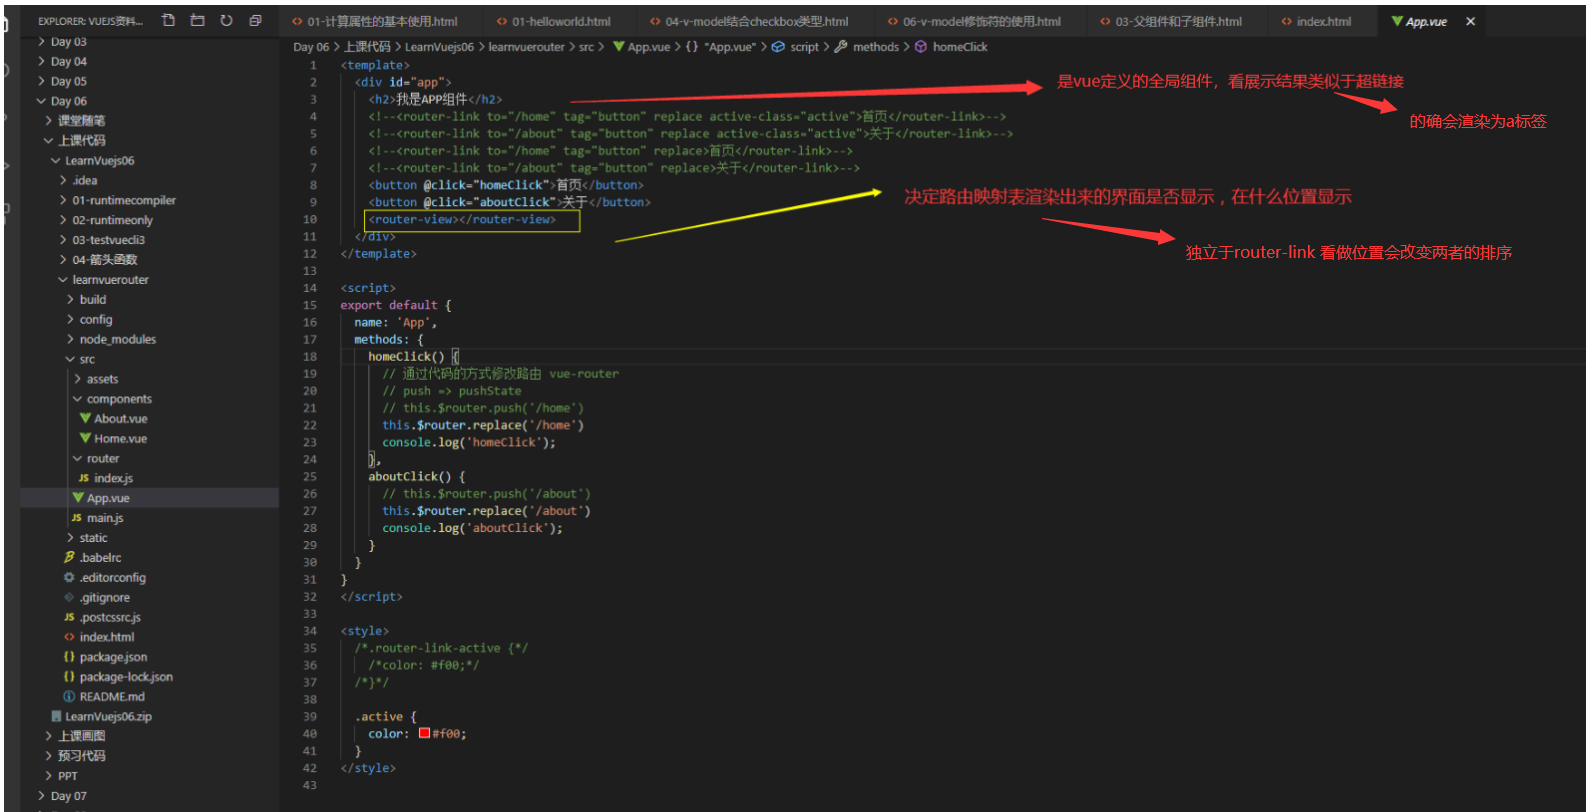 EXPLORER: VUEJS资料...
01-计算属性的基本使用.html
01-helloworld.html
04-v-model结合checkbox类型.html
06-v-model修饰符的使用.html
03-父组件和子组件.html
index.html
App.vue
Day 06 > 上课代码 > LearnVuejs06 > learnvuerouter > src > App.vue > {} "App.vue" > script > methods > homeClick
Day 03
Day 04
Day 05
Day 06
课堂随笔
上课代码
LearnVuejs06
.idea
01-runtimecompiler
02-runtimeonly
03-testvuecli3
04-箭头函数
learnvuerouter
build
config
node_modules
src
assets
components
About.vue
Home.vue
router
JS index.js
App.vue
JS main.js
static
.babelrc
.editorconfig
.gitignore
JS .postcssrc.js
index.html
{} package.json
{} package-lock.json
README.md
LearnVuejs06.zip
上课画图
预习代码
PPT
Day 07
1 <template>
2 <div id="app">
3 <h2>我是APP组件</h2>
4 <!--<router-link to="/home" tag="button" replace active-class="active">首页</router-link>-->
5 <!--<router-link to="/about" tag="button" replace active-class="active">关于</router-link>-->
6 <!--<router-link to="/home" tag="button" replace>首页</router-link>-->
7 <!--<router-link to="/about" tag="button" replace>关于</router-link>-->
8 <button @click="homeClick">首页</button>
9 <button @click="aboutClick">关于</button>
10 <router-view></router-view>
11 </div>
12 </template>
13
14 <script>
15 export default {
16 name: 'App',
17 methods: {
18 homeClick() {
19 // 通过代码的方式修改路由 vue-router
20 // push => pushState
21 // this.$router.push('/home')
22 this.$router.replace('/home')
23 console.log('homeClick');
24 },
25 aboutClick() {
26 // this.$router.push('/about')
27 this.$router.replace('/about')
28 console.log('aboutClick');
29 }
30 }
31 }
32 </script>
33
34 <style>
35 /*.router-link-active {*/
36 /*color: #f00;*/
37 /*}*/
38
39 .active {
40 color: #f00;
41 }
42 </style>
43
是vue定义的全局组件，看展示结果类似于超链接
的确会渲染为a标签
决定路由映射表渲染出来的界面是否显示，在什么位置显示
独立于router-link 看做位置会改变两者的排序